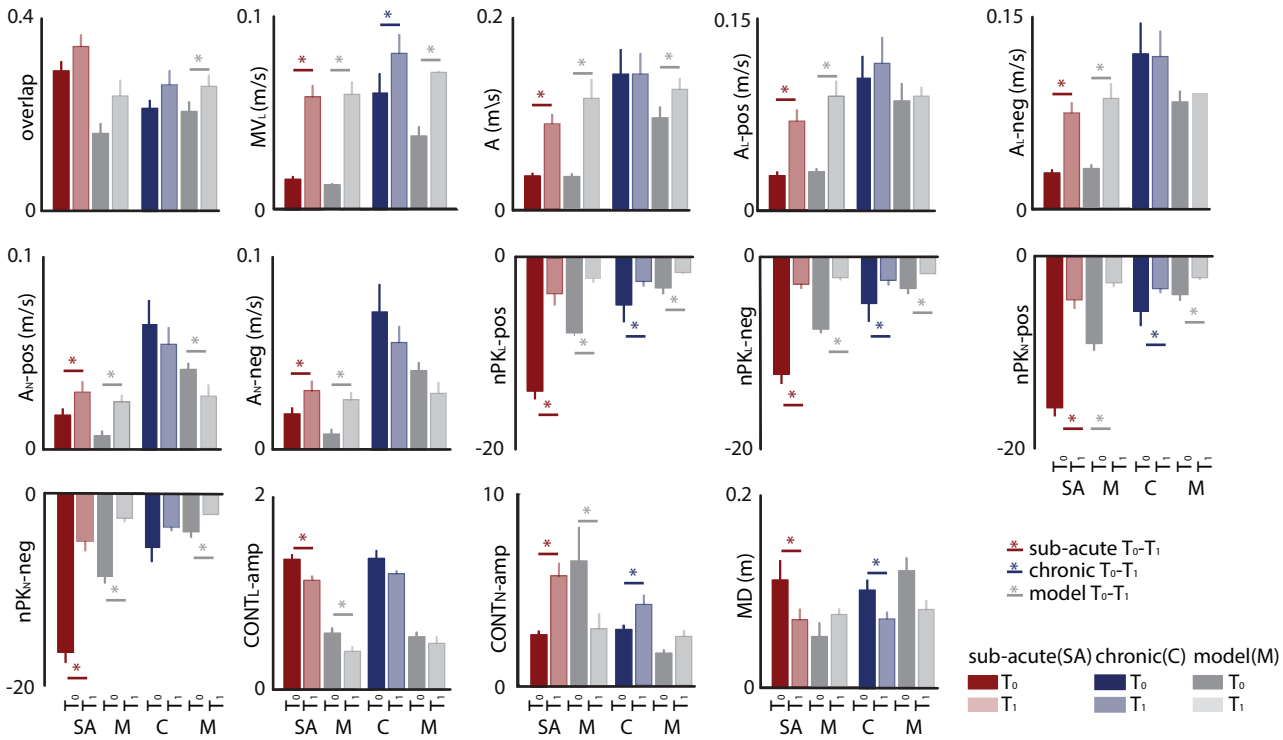 0.4
overlap
0
0.1
MVL (m/s)
* * * *
0
0.2
A (m\s)
* * *
0
0.15
AL-pos (m/s)
* *
0
0.15
AL-neg (m/s)
* *
0
0.1
AN-pos (m/s)
* * *
0
0.1
AN-neg (m/s)
* *
0
0
nPKL-pos
* * * *
-20
0
nPKL-neg
* * * *
-20
0
nPKN-pos
* * * *
-20
T0 T1 T0 T1 T0 T1 T0 T1
SA M C M
0
nPKN-neg
* * *
-20
T0 T1 T0 T1 T0 T1 T0 T1
SA M C M
2
CONTL-amp
* *
0
T0 T1 T0 T1 T0 T1 T0 T1
SA M C M
10
CONTN-amp
* * *
0
T0 T1 T0 T1 T0 T1 T0 T1
SA M C M
0.2
MD (m)
* *
0
T0 T1 T0 T1 T0 T1 T0 T1
SA M C M
* sub-acute T0-T1
* chronic T0-T1
* model T0-T1
sub-acute(SA) chronic(C) model(M)
T0 T0 T0
T1 T1 T1